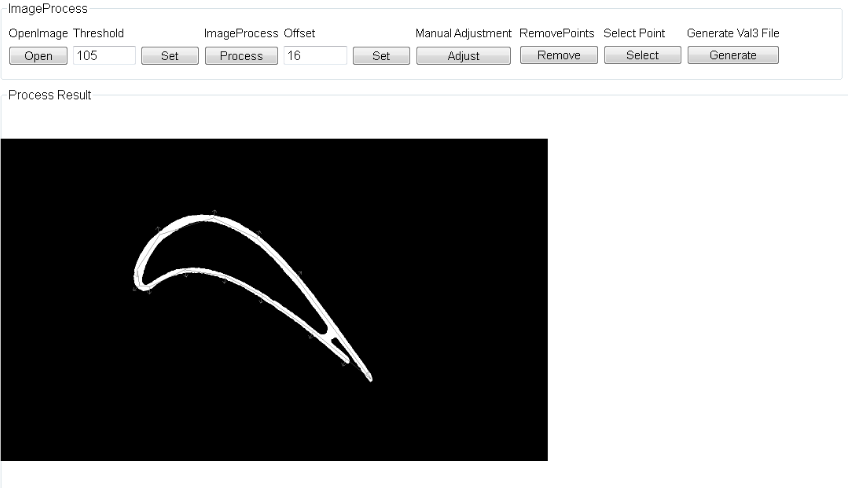 ImageProcess
OpenImage Threshold ImageProcess Offset Manual Adjustment RemovePoints Select Point Generate Val3 File
Open 105 Set Process 16 Set Adjust Remove Select Generate
Process Result